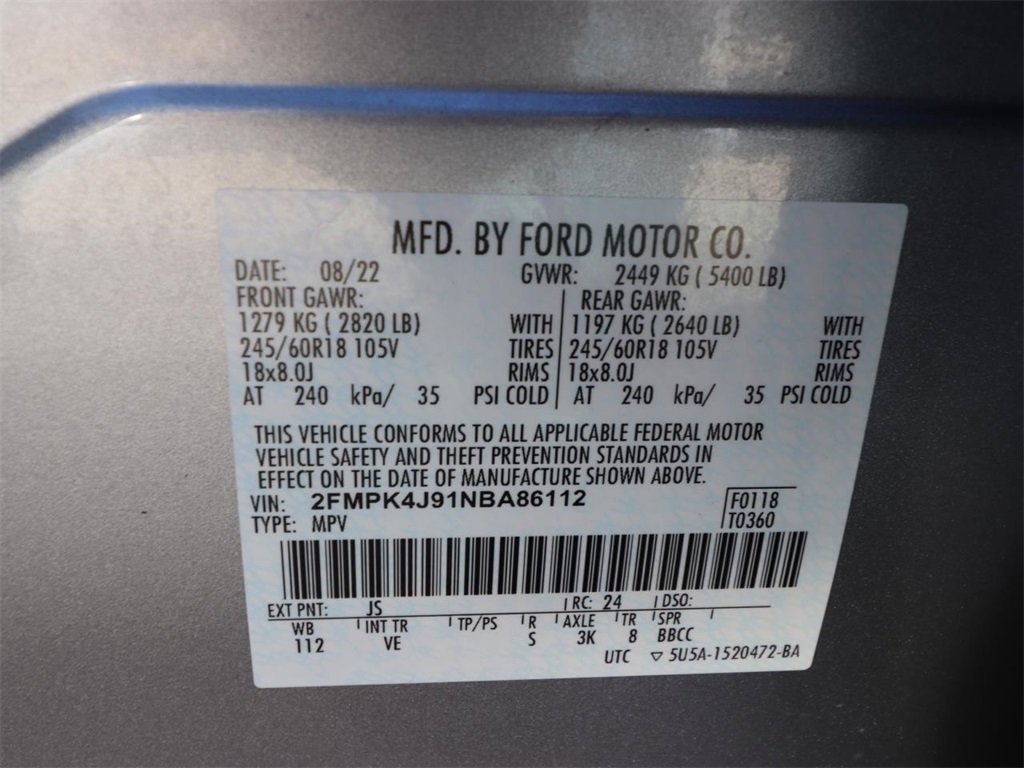 MFD. BY FORD MOTOR CO.
DATE: 08/22 GVWR: 2449 KG ( 5400 LB)
FRONT GAWR: REAR GAWR:
1279 KG ( 2820 LB) WITH 1197 KG ( 2640 LB) WITH
245/60R18 105V TIRES 245/60R18 105V TIRES
18x8.0J RIMS 18x8.0J RIMS
AT 240 kPa/ 35 PSI COLD AT 240 kPa/ 35 PSI COLD
THIS VEHICLE CONFORMS TO ALL APPLICABLE FEDERAL MOTOR
VEHICLE SAFETY AND THEFT PREVENTION STANDARDS IN
EFFECT ON THE DATE OF MANUFACTURE SHOWN ABOVE.
VIN: 2FMPK4J91NBA86112 F0118
TYPE: MPV T0360
EXT PNT: JS RC: 24 DSO:
WB INT TR TP/PS R AXLE TR SPR
112 VE S 3K 8 BBCC
UTC ▽ 5U5A-1520472-BA